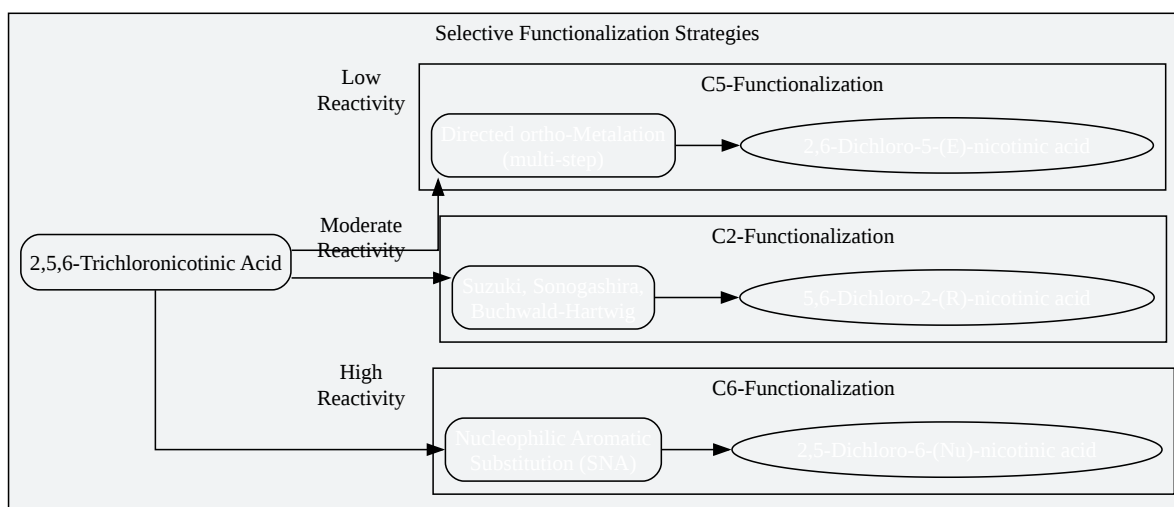 Selective Functionalization Strategies
Low
Reactivity
C5-Functionalization
Directed ortho-Metalation
(multi-step)
2,6-Dichloro-5-(E)-nicotinic acid
2,5,6-Trichloronicotinic Acid
Moderate
Reactivity
C2-Functionalization
Suzuki, Sonogashira,
Buchwald-Hartwig
5,6-Dichloro-2-(R)-nicotinic acid
High
Reactivity
C6-Functionalization
Nucleophilic Aromatic
Substitution (SNA)
2,5-Dichloro-6-(Nu)-nicotinic acid